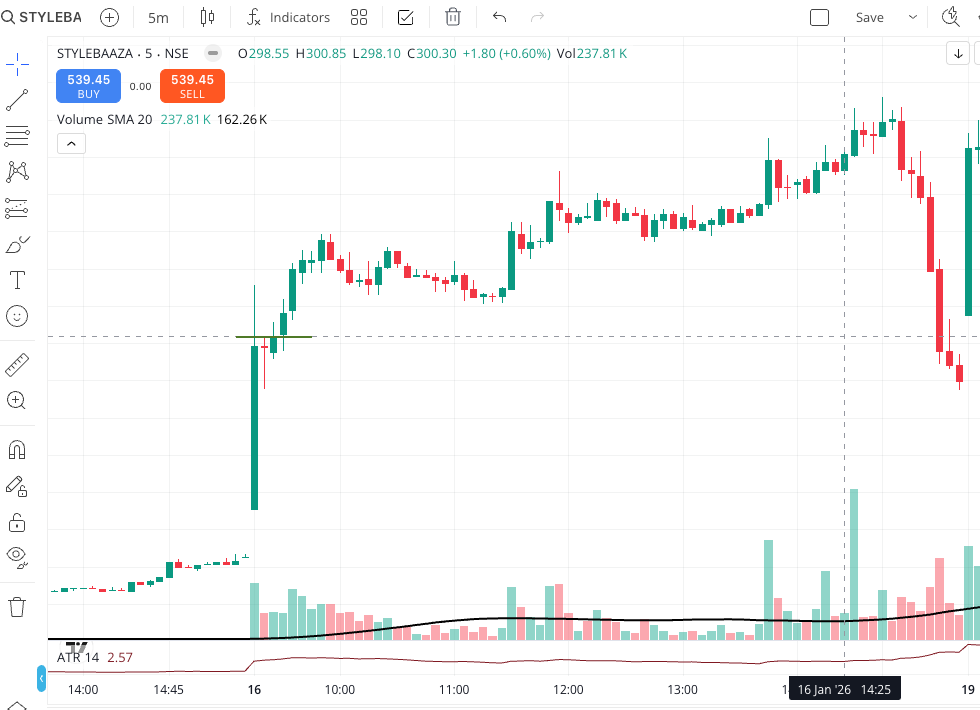 STYLEBA
5m
Indicators
Save
STYLEBAAZA · 5 · NSE O298.55 H300.85 L298.10 C300.30 +1.80 (+0.60%) Vol237.81 K
539.45 BUY
0.00
539.45 SELL
Volume SMA 20 237.81 K 162.26 K
ATR 14 2.57
14:00 14:45 16 10:00 11:00 12:00 13:00 16 Jan '26 14:25 19